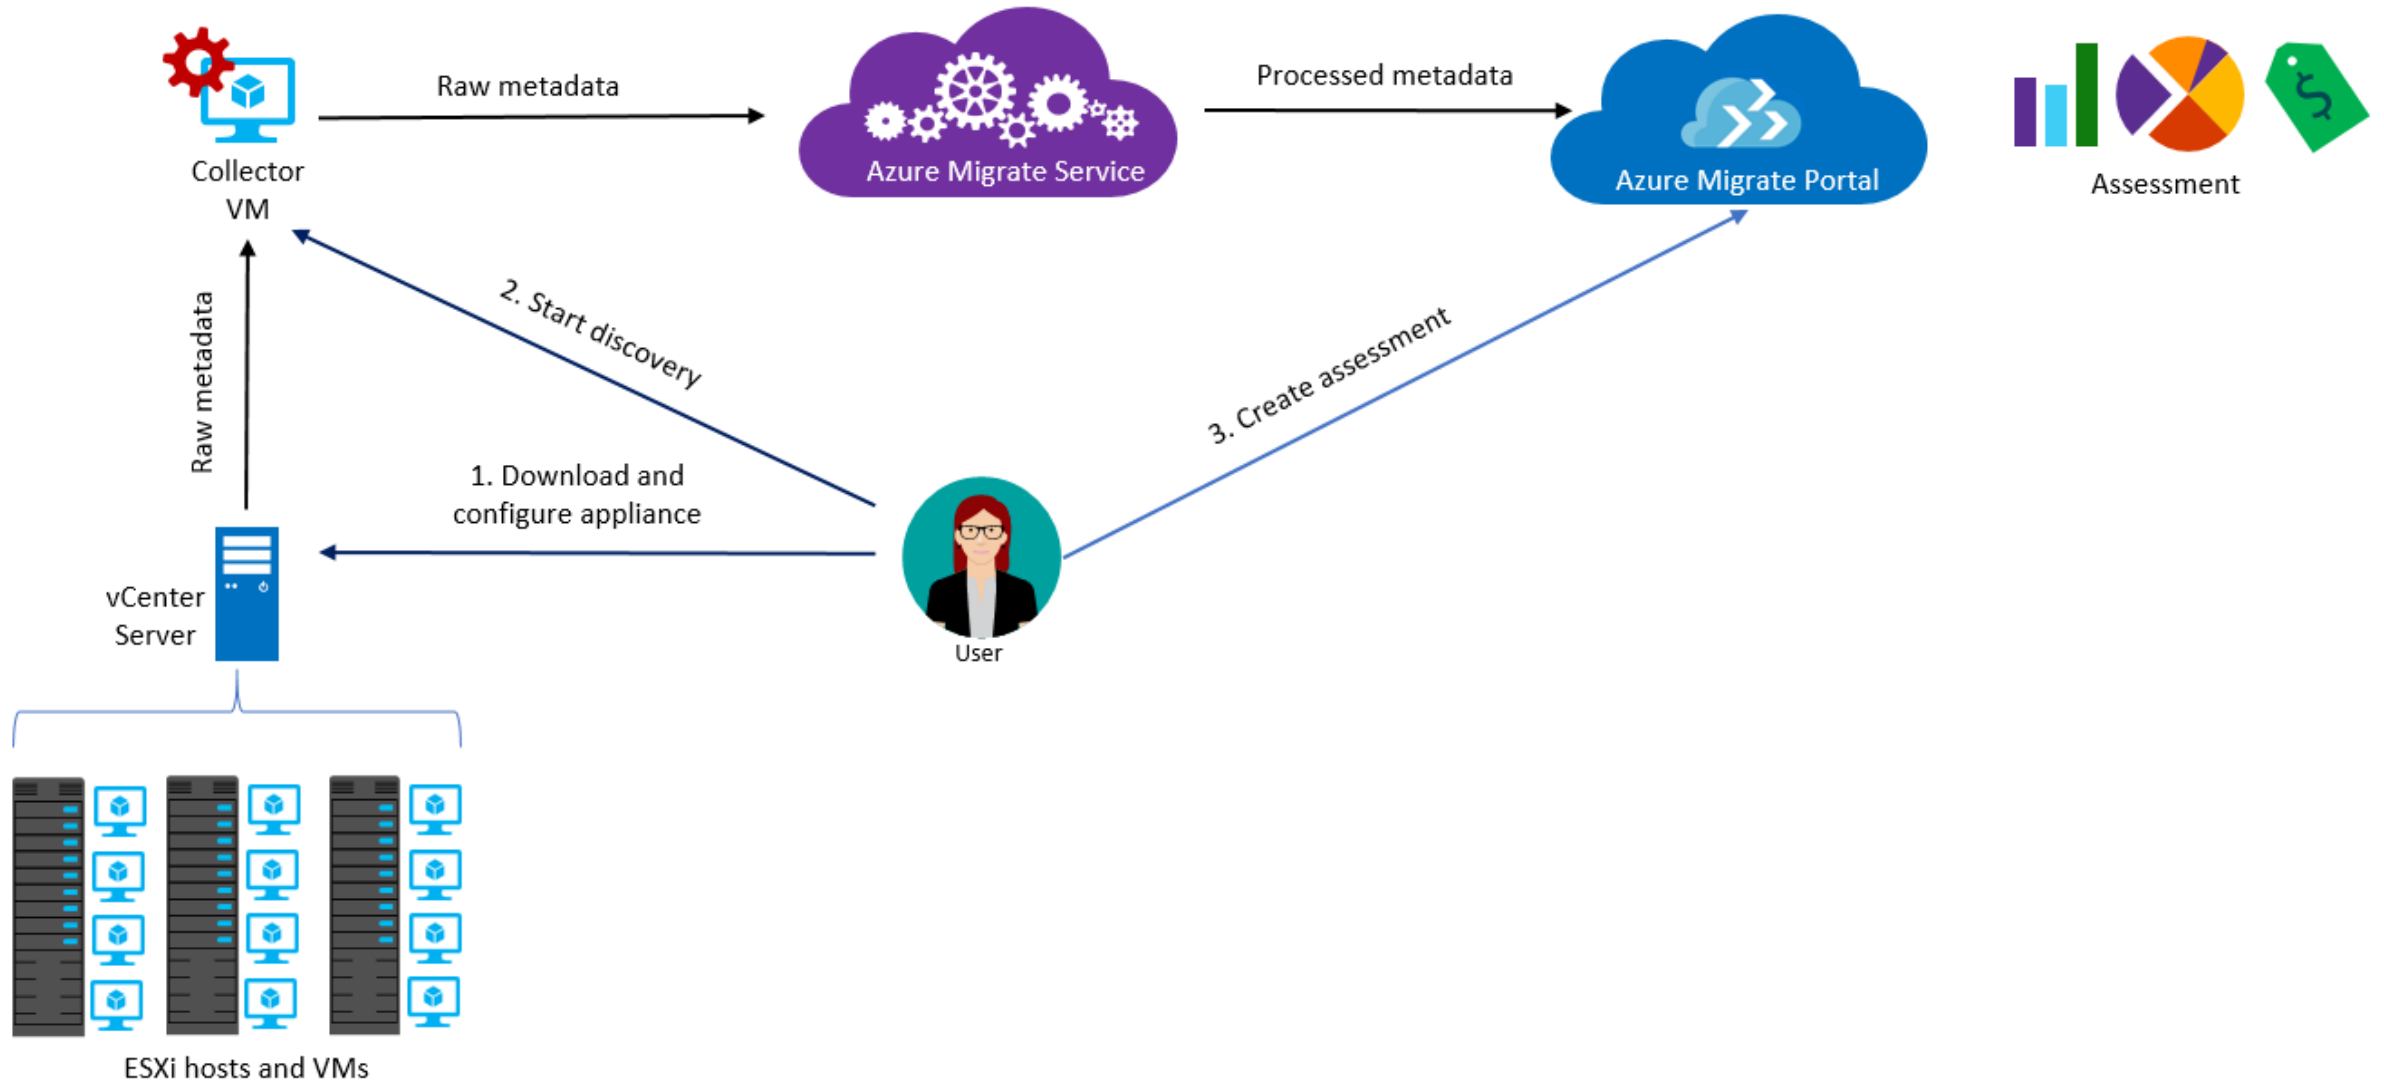 Raw metadata
Processed metadata
Azure Migrate Service
Azure Migrate Portal
Assessment
Collector
VM
Raw metadata
2. Start discovery
3. Create assessment
1. Download and
configure appliance
vCenter
Server
User
ESXi hosts and VMs